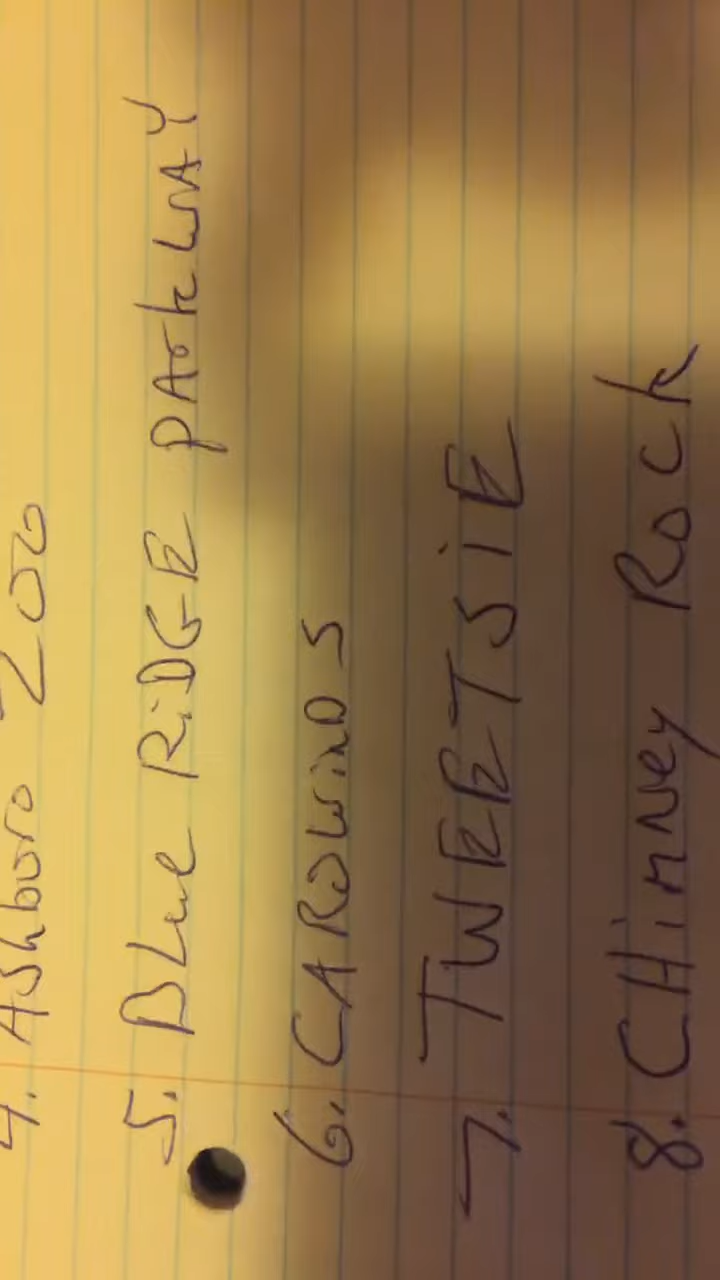 4. Ashboro Zoo
5. BLue RiDGE pArkwAY
6. CAROWinDS
7. TWEETSIE
8. CHimNey Rock